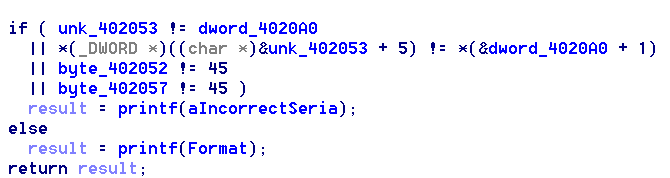 if ( unk_402053 != dword_4020A0
|| *(_DWORD *)((char *)&unk_402053 + 5) != *(&dword_4020A0 + 1)
|| byte_402052 != 45
|| byte_402057 != 45 )
result = printf(aIncorrectSeria);
else
result = printf(Format);
return result;